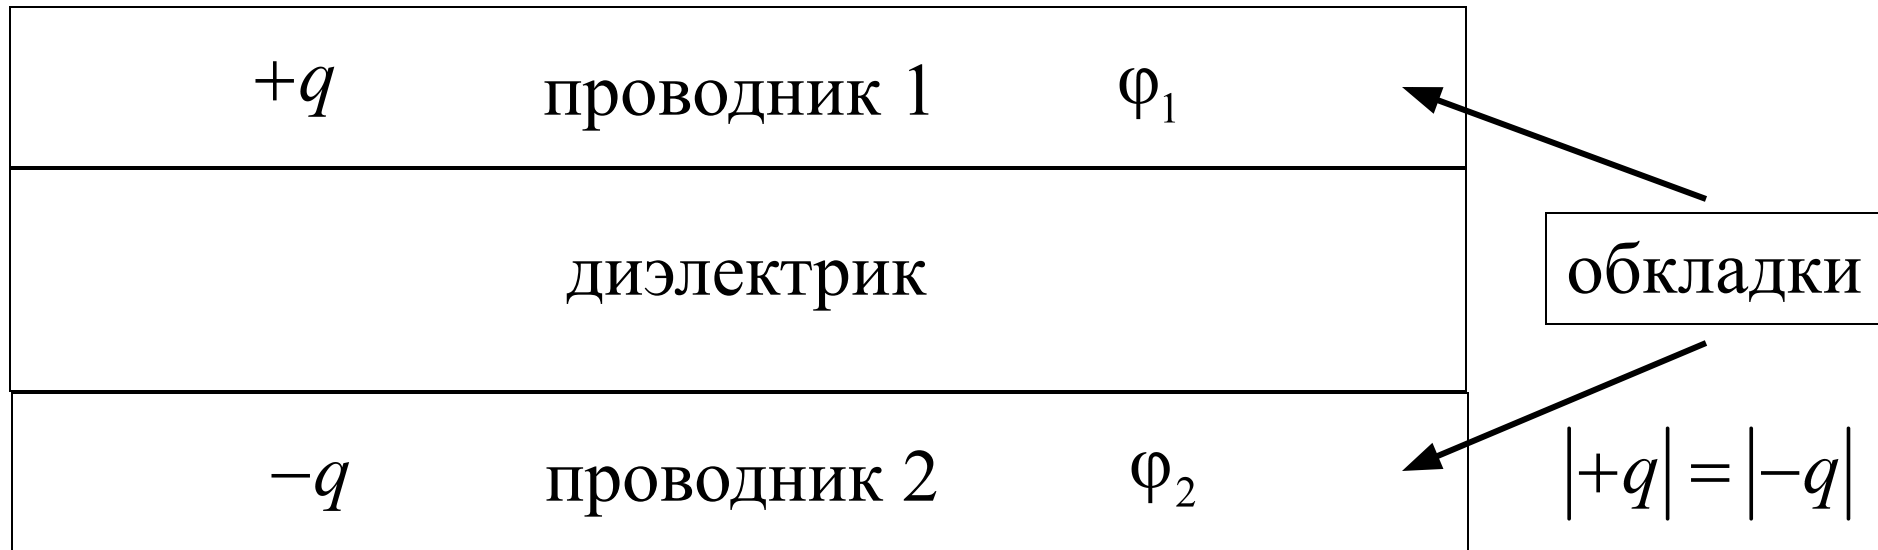 +q проводник 1 φ₁
диэлектрик
обкладки
−q проводник 2 φ₂
|+q| = |−q|